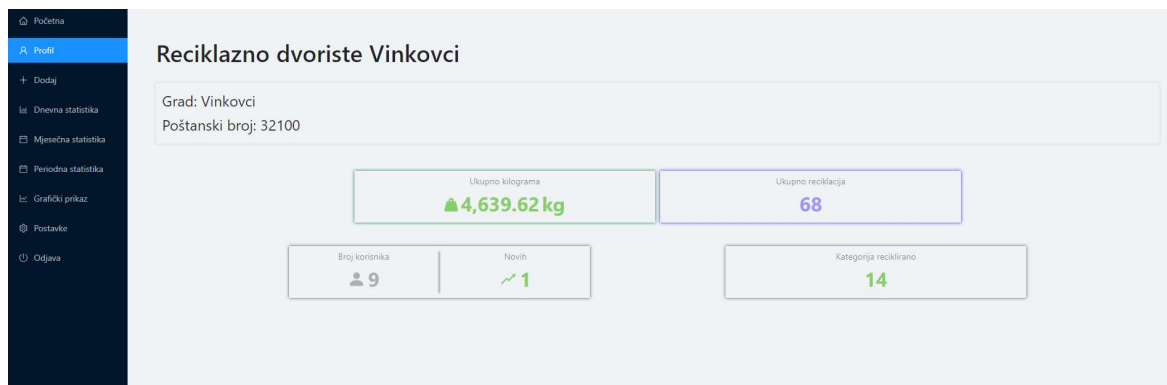 Početna
Profil
Dodaj
Dnevna statistika
Mjesečna statistika
Periodna statistika
Grafički prikaz
Postavke
Odjava
Reciklazno dvoriste Vinkovci
Grad: Vinkovci
Poštanski broj: 32100
Ukupno kilograma
4,639.62 kg
Ukupno reciklacija
68
Broj korisnika
9
Novih
1
Kategorija reciklirano
14